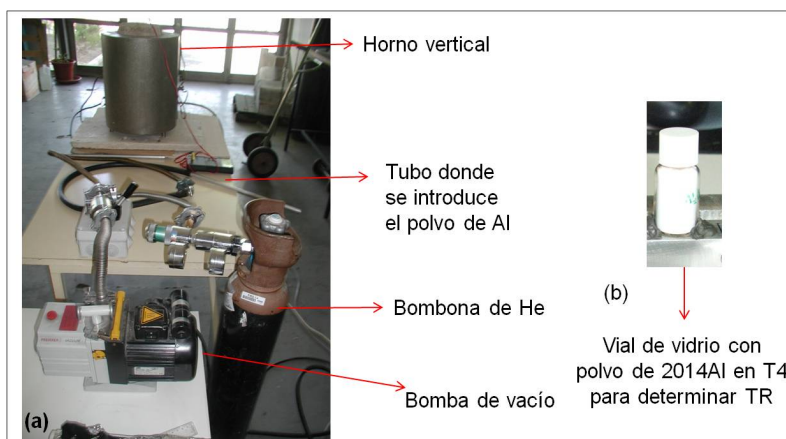 Horno vertical
Tubo donde
se introduce
el polvo de Al
Bombona de He
Bomba de vacío
(a)
(b)
Vial de vidrio con
polvo de 2014Al en T4
para determinar TR